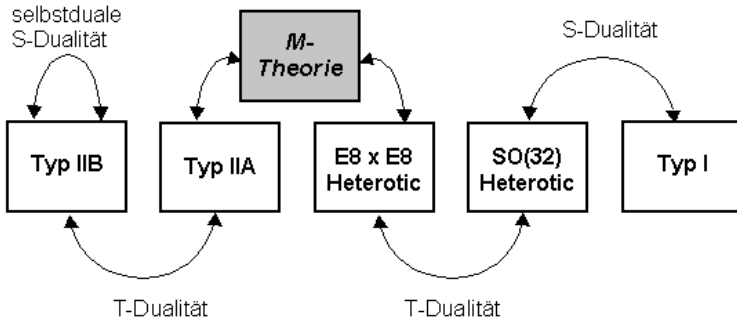 selbstduale
S-Dualität
M-
Theorie
S-Dualität
Typ IIB
Typ IIA
E8 x E8
Heterotic
SO(32)
Heterotic
Typ I
T-Dualität
T-Dualität